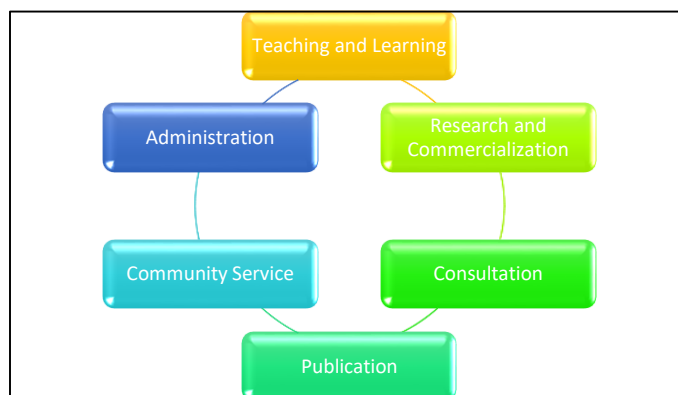 Teaching and Learning
Administration
Research and
Commercialization
Community Service
Consultation
Publication